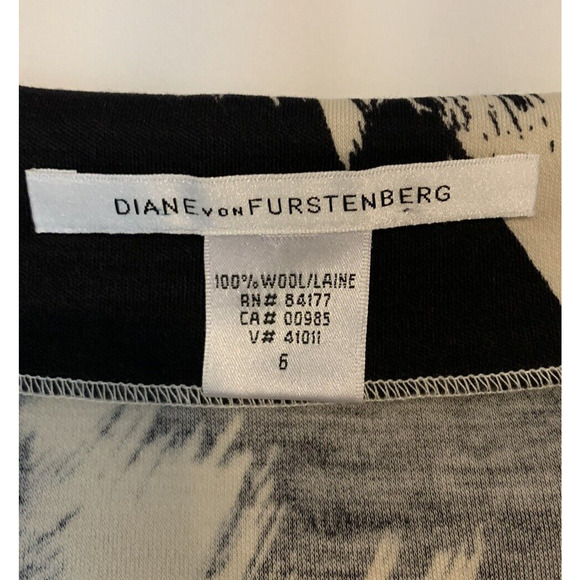 DIANE VON FURSTENBERG
100% WOOL/LAINE
RN# 84177
CA# 00985
V# 41011
6